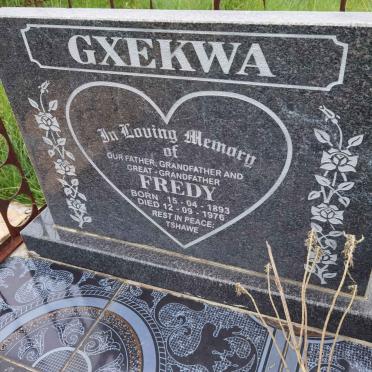 GXEKWA
In Loving Memory
of
OUR FATHER, GRANDFATHER AND
GREAT - GRANDFATHER
FREDY
BORN 15 - 04 - 1893
DIED 12 - 09 - 1976
REST IN PEACE;
TSHAWE